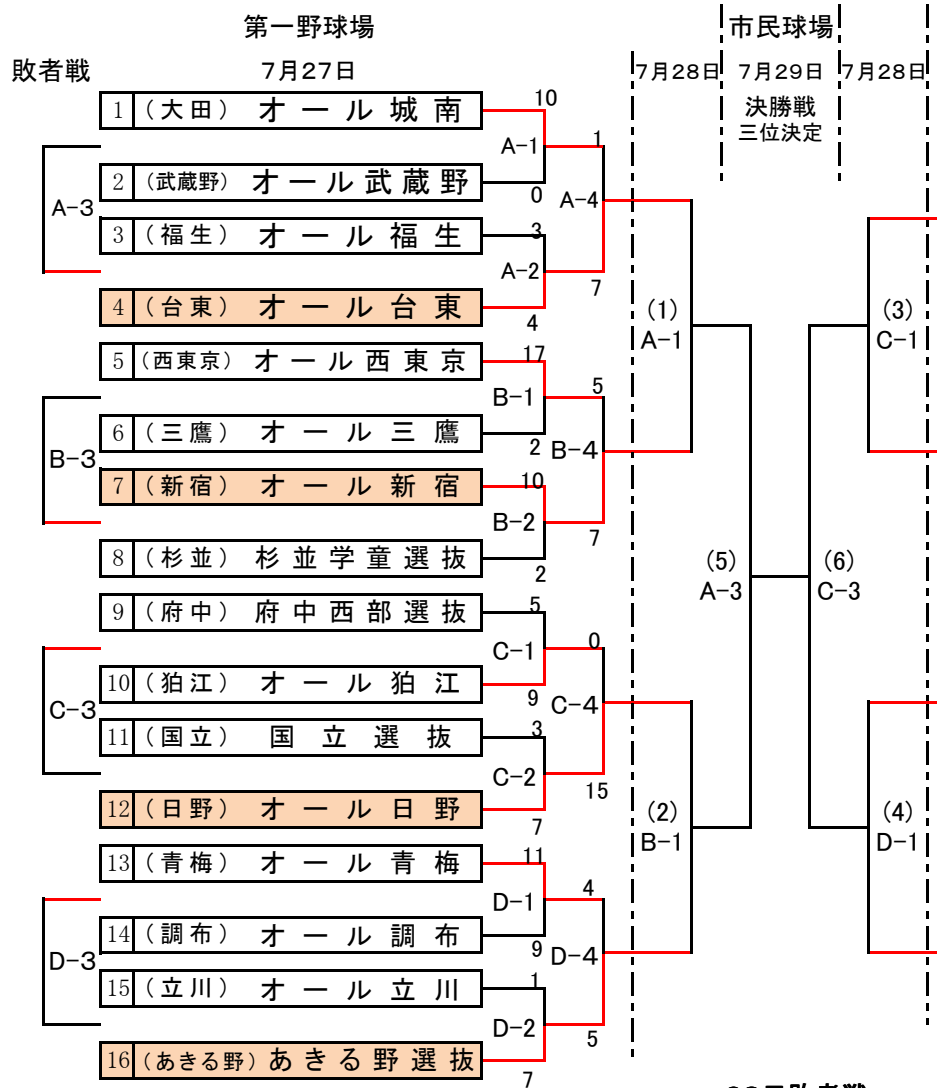 第一野球場
市民球場
敗者戦
7月27日
7月28日
7月29日
7月28日
決勝戦
三位決定
10
1 （大田） オール城南
A-1
1
2 （武蔵野） オール武蔵野
0
A-3
A-4
3 （福生） オール福生
3
A-2
7
4 （台東） オール台東
4
(1)
A-1
(3)
C-1
5 （西東京） オール西東京
17
B-1
5
6 （三鷹） オール三鷹
2
B-3
B-4
7 （新宿） オール新宿
10
B-2
7
8 （杉並） 杉並学童選抜
2
(5)
A-3
(6)
C-3
9 （府中） 府中西部選抜
5
C-1
0
10 （狛江） オール狛江
9
C-3
C-4
11 （国立） 国立選抜
3
C-2
15
12 （日野） オール日野
7
(2)
B-1
(4)
D-1
13 （青梅） オール青梅
11
D-1
4
14 （調布） オール調布
9
D-3
D-4
15 （立川） オール立川
1
D-2
5
16 （あきる野） あきる野選抜
7